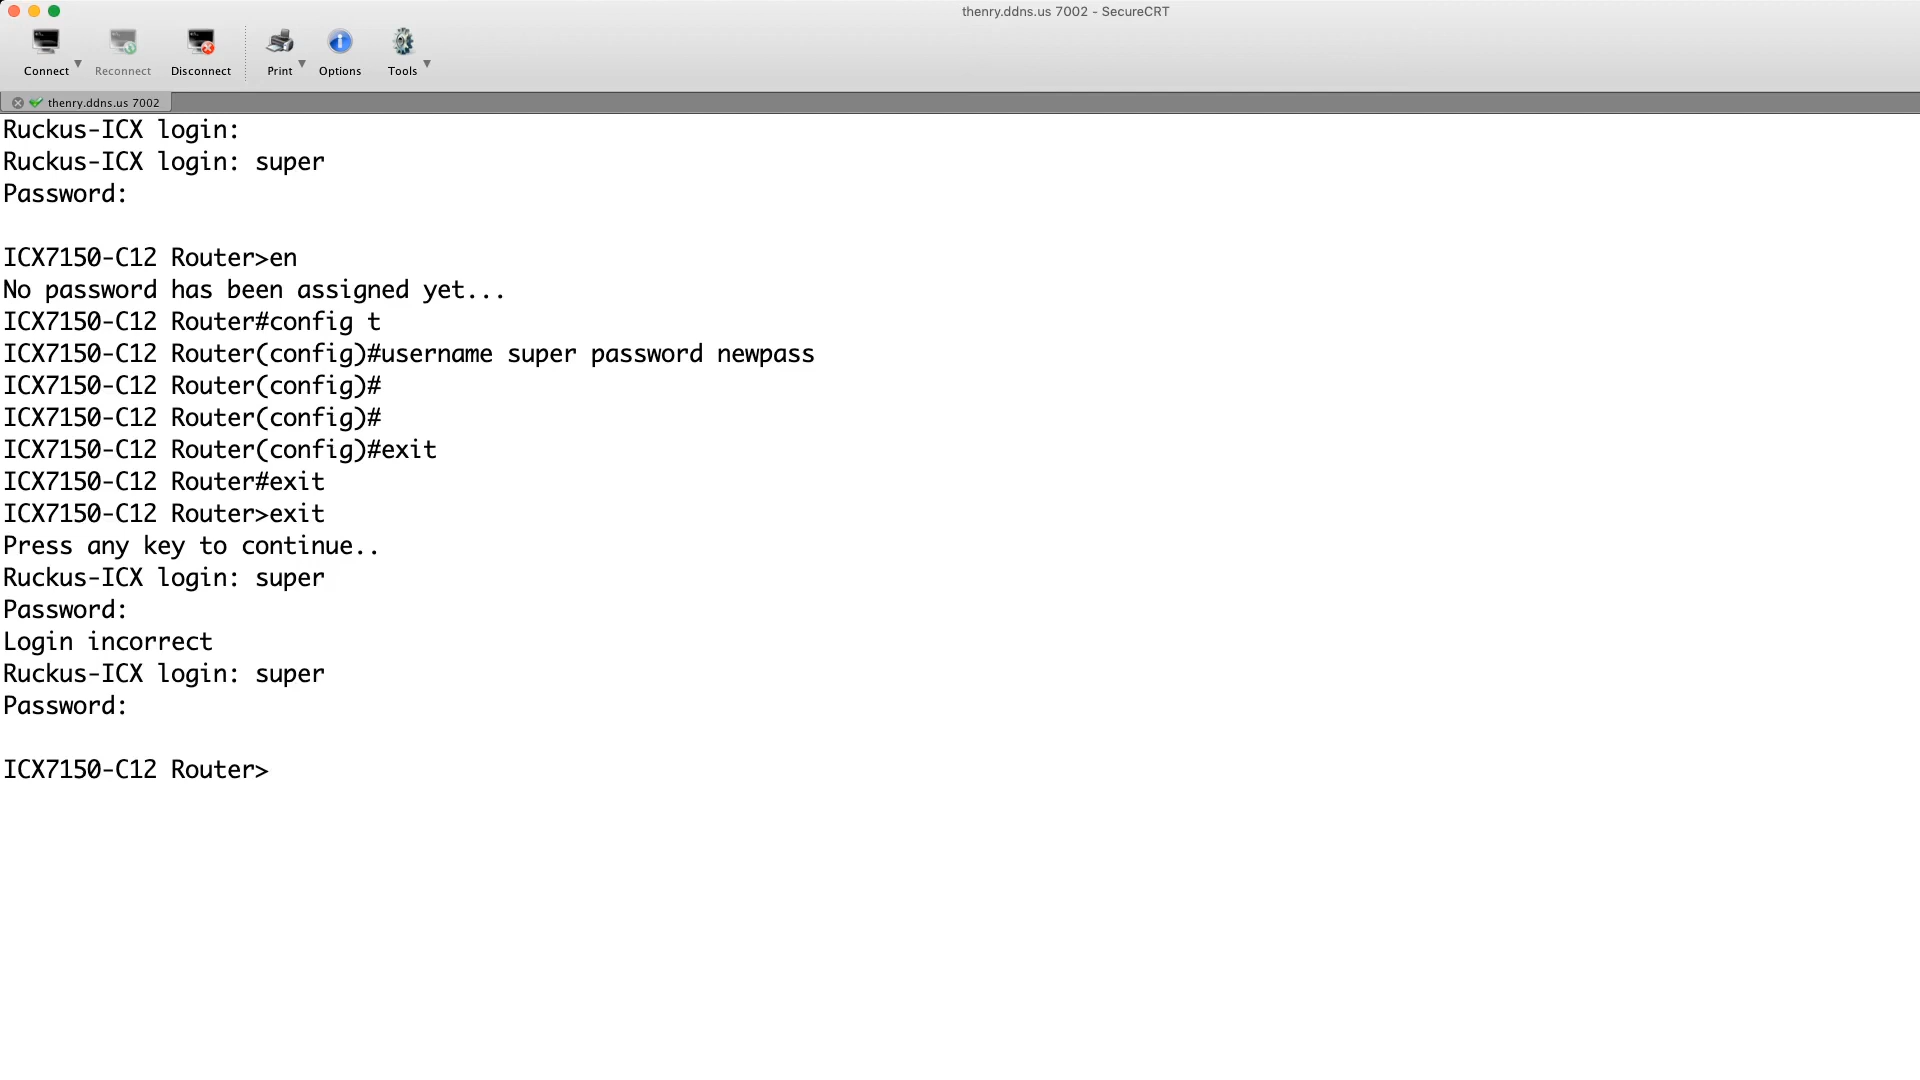 thenry.ddns.us 7002 - SecureCRT
Connect Reconnect Disconnect Print Options Tools
thenry.ddns.us 7002
Ruckus-ICX login:
Ruckus-ICX login: super
Password:
ICX7150-C12 Router>en
No password has been assigned yet...
ICX7150-C12 Router#config t
ICX7150-C12 Router(config)#username super password newpass
ICX7150-C12 Router(config)#
ICX7150-C12 Router(config)#
ICX7150-C12 Router(config)#exit
ICX7150-C12 Router#exit
ICX7150-C12 Router>exit
Press any key to continue..
Ruckus-ICX login: super
Password:
Login incorrect
Ruckus-ICX login: super
Password:
ICX7150-C12 Router>